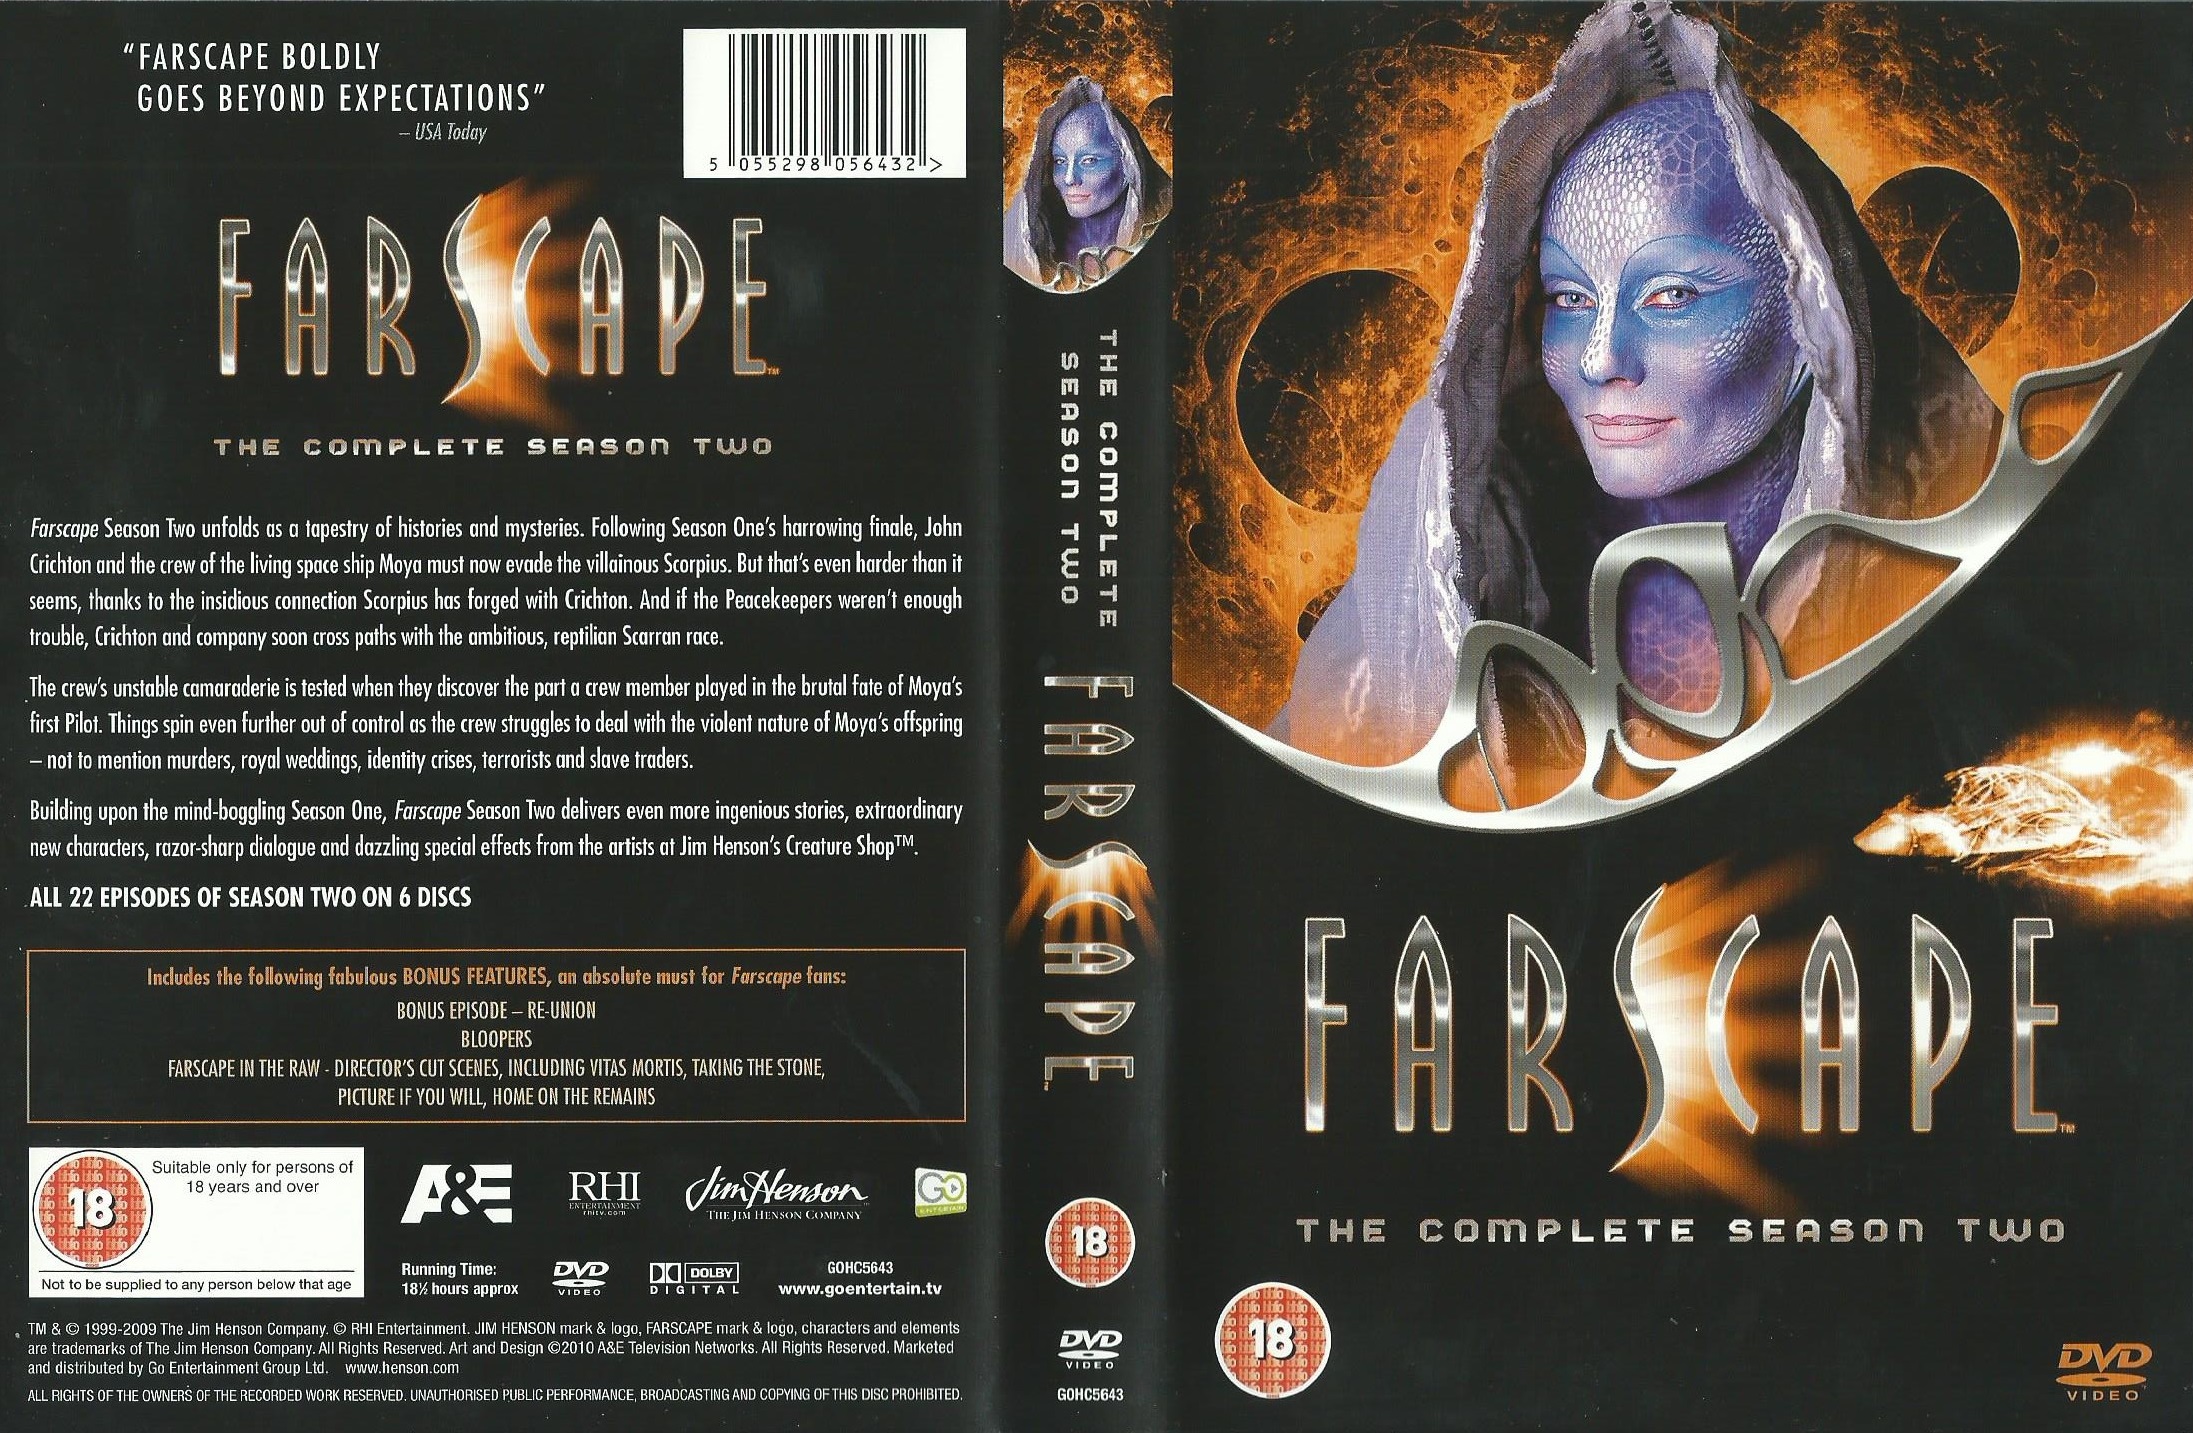 “FARSCAPE BOLDLY
GOES BEYOND EXPECTATIONS”
– USA Today
5 055298 056432 >
FARSCAPE™
THE COMPLETE SEASON TWO
Farscape Season Two unfolds as a tapestry of histories and mysteries. Following Season One’s harrowing finale, John
Crichton and the crew of the living space ship Moya must now evade the villainous Scorpius. But that’s even harder than it
seems, thanks to the insidious connection Scorpius has forged with Crichton. And if the Peacekeepers weren’t enough
trouble, Crichton and company soon cross paths with the ambitious, reptilian Scarran race.
The crew’s unstable camaraderie is tested when they discover the part a crew member played in the brutal fate of Moya’s
first Pilot. Things spin even further out of control as the crew struggles to deal with the violent nature of Moya’s offspring
– not to mention murders, royal weddings, identity crises, terrorists and slave traders.
Building upon the mind-boggling Season One, Farscape Season Two delivers even more ingenious stories, extraordinary
new characters, razor-sharp dialogue and dazzling special effects from the artists at Jim Henson’s Creature Shop™.
ALL 22 EPISODES OF SEASON TWO ON 6 DISCS
Includes the following fabulous BONUS FEATURES, an absolute must for Farscape fans:
BONUS EPISODE – RE-UNION
BLOOPERS
FARSCAPE IN THE RAW - DIRECTOR’S CUT SCENES, INCLUDING VITAS MORTIS, TAKING THE STONE,
PICTURE IF YOU WILL, HOME ON THE REMAINS
18
Suitable only for persons of
18 years and over
Not to be supplied to any person below that age
A&E
RHI
ENTERTAINMENT
rhitv.com
Jim Henson
THE JIM HENSON COMPANY
GO
ENTERTAIN
Running Time:
18½ hours approx
DVD
VIDEO
DOLBY
DIGITAL
GOHC5643
www.goentertain.tv
TM & © 1999-2009 The Jim Henson Company. © RHI Entertainment. JIM HENSON mark & logo, FARSCAPE mark & logo, characters and elements
are trademarks of The Jim Henson Company. All Rights Reserved. Art and Design ©2010 A&E Television Networks. All Rights Reserved. Marketed
and distributed by Go Entertainment Group Ltd. www.henson.com
ALL RIGHTS OF THE OWNERS OF THE RECORDED WORK RESERVED. UNAUTHORISED PUBLIC PERFORMANCE, BROADCASTING AND COPYING OF THIS DISC PROHIBITED.
THE COMPLETE
SEASON TWO
FARSCAPE™
18
DVD
VIDEO
GOHC5643
FARSCAPE™
THE COMPLETE SEASON TWO
18
DVD
VIDEO